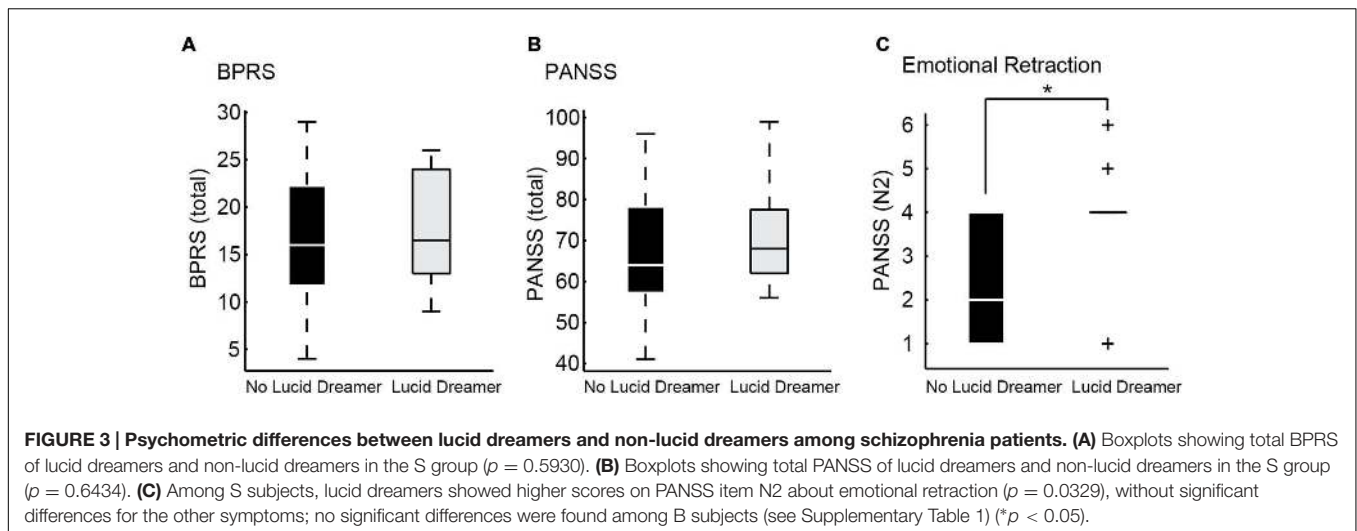 A
BPRS
BPRS (total)
30
25
20
15
10
5
No Lucid Dreamer
Lucid Dreamer
B
PANSS
PANSS (total)
100
90
80
70
60
50
40
No Lucid Dreamer
Lucid Dreamer
C
Emotional Retraction
*
PANSS (N2)
6
5
4
3
2
1
No Lucid Dreamer
Lucid Dreamer
FIGURE 3 | Psychometric differences between lucid dreamers and non-lucid dreamers among schizophrenia patients. (A) Boxplots showing total BPRS
of lucid dreamers and non-lucid dreamers in the S group (p = 0.5930). (B) Boxplots showing total PANSS of lucid dreamers and non-lucid dreamers in the S group
(p = 0.6434). (C) Among S subjects, lucid dreamers showed higher scores on PANSS item N2 about emotional retraction (p = 0.0329), without significant
differences for the other symptoms; no significant differences were found among B subjects (see Supplementary Table 1) (*p < 0.05).